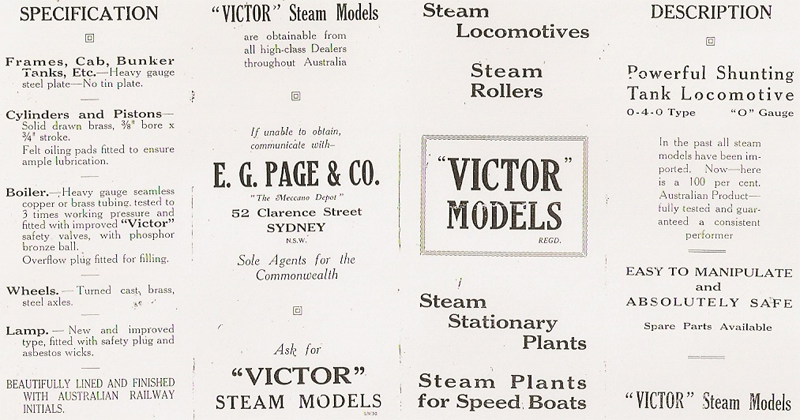 SPECIFICATION
Frames, Cab, Bunker
Tanks, Etc.—Heavy gauge
steel plate—No tin plate.
Cylinders and Pistons—
Solid drawn brass, ⅜" bore x
¾" stroke.
Felt oiling pads fitted to ensure
ample lubrication.
Boiler.—Heavy gauge seamless
copper or brass tubing. tested to
3 times working pressure and
fitted with improved "Victor"
safety valves, with phosphor
bronze ball.
Overflow plug fitted for filling.
Wheels. — Turned cast brass,
steel axles.
Lamp. — New and improved
type, fitted with safety plug and
asbestos wicks.
BEAUTIFULLY LINED AND FINISHED
WITH AUSTRALIAN RAILWAY
INITIALS.
"VICTOR" Steam Models
are obtainable from
all high-class Dealers
throughout Australia
If unable to obtain,
communicate with—
E. G. PAGE & CO.
"The Meccano Depot"
52 Clarence Street
SYDNEY
N.S.W.
Sole Agents for the
Commonwealth
Ask for
"VICTOR"
STEAM MODELS
Steam
Locomotives
Steam
Rollers
"VICTOR"
MODELS
REGD.
Steam
Stationary
Plants
Steam Plants
for Speed Boats
DESCRIPTION
Powerful Shunting
Tank Locomotive
0-4-0 Type "O" Gauge
In the past all steam
models have been im-
ported. Now—here
is a 100 per cent.
Australian Product—
fully tested and guar-
anteed a consistent
performer
EASY TO MANIPULATE
and
ABSOLUTELY SAFE
Spare Parts Available
"VICTOR" Steam Models